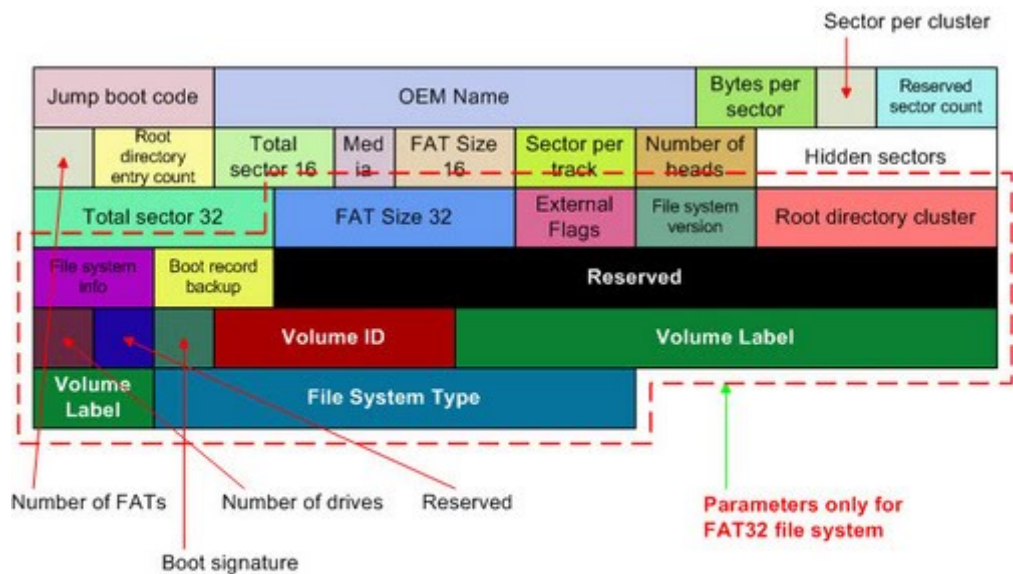 Sector per cluster
Jump boot code
OEM Name
Bytes per
sector
Reserved
sector count
Root
directory
entry count
Total
sector 16
Med
ia
FAT Size
16
Sector per
track
Number of
heads
Hidden sectors
Total sector 32
FAT Size 32
External
Flags
File system
version
Root directory cluster
File system
info
Boot record
backup
Reserved
Volume ID
Volume Label
Volume
Label
File System Type
Number of FATs
Number of drives
Reserved
Parameters only for
FAT32 file system
Boot signature